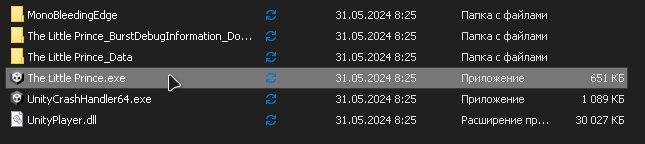 MonoBleedingEdge 31.05.2024 8:25 Папка с файлами
The Little Prince_BurstDebugInformation_Do... 31.05.2024 8:25 Папка с файлами
The Little Prince_Data 31.05.2024 8:25 Папка с файлами
The Little Prince.exe 31.05.2024 8:25 Приложение 651 КБ
UnityCrashHandler64.exe 31.05.2024 8:25 Приложение 1 089 КБ
UnityPlayer.dll 31.05.2024 8:25 Расширение пр... 30 027 КБ